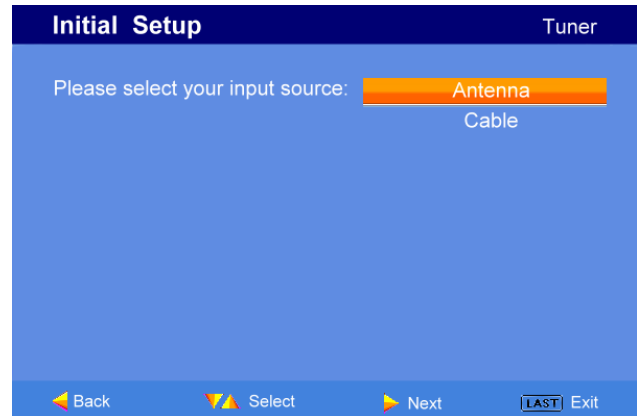 Initial Setup Tuner
Please select your input source: Antenna
Cable
Back Select Next LAST Exit